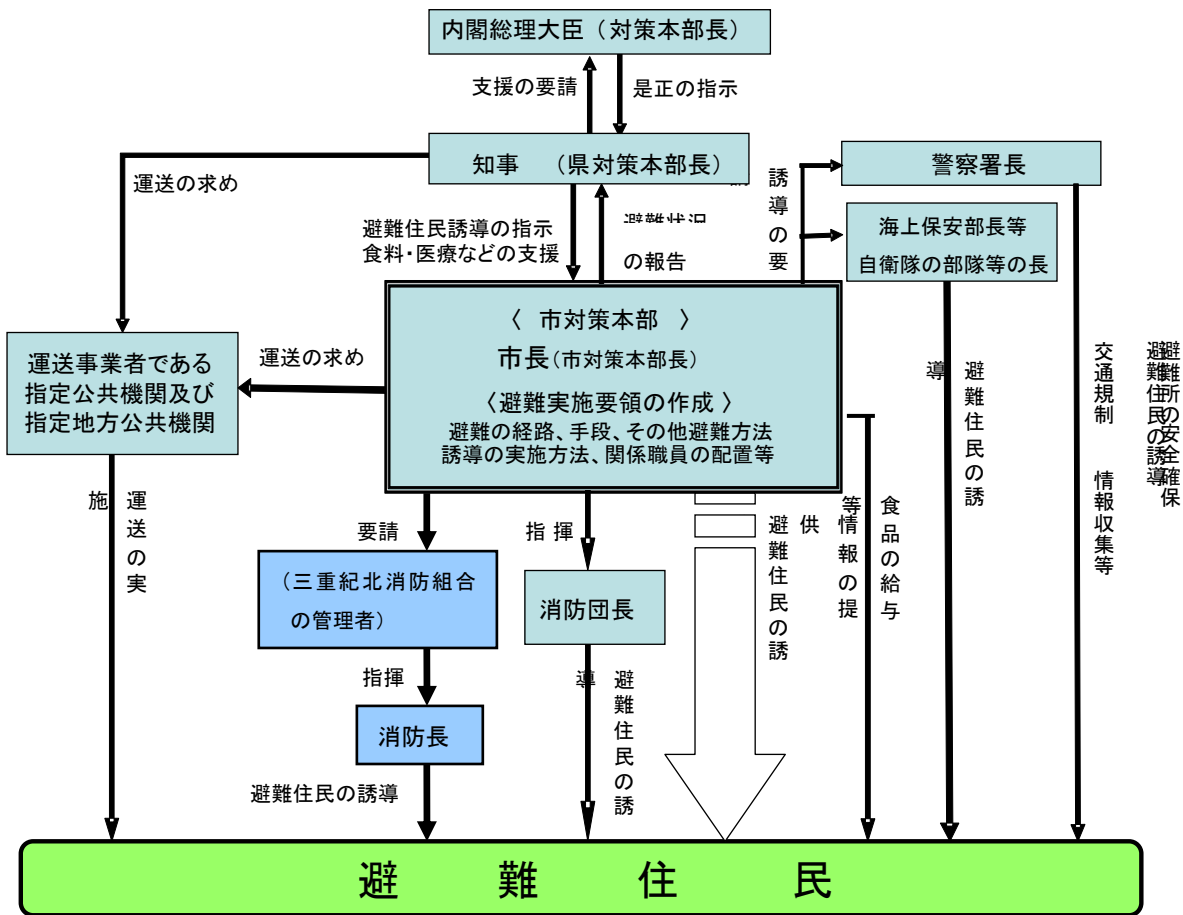 内閣総理大臣（対策本部長）
支援の要請
是正の指示
知事　（県対策本部長）
警察署長
運送の求め
誘導の要
避難住民誘導の指示
食料・医療などの支援
避難状況
の報告
海上保安部長等
自衛隊の部隊等の長
〈 市対策本部 〉
市長(市対策本部長)
〈避難実施要領の作成 〉
避難の経路、手段、その他避難方法
誘導の実施方法、関係職員の配置等
運送事業者である
指定公共機関及び
指定地方公共機関
運送の求め
避難住民の誘
導
交通規制　情報収集等
避難住民の誘導
避難所の安全確保
運送の実
施
要請
指揮
避難住民の誘
食品の給与
情報の提
供
等
（三重紀北消防組合
の管理者）
消防団長
指揮
避難住民の誘
導
消防長
避難住民の誘導
避　難　住　民